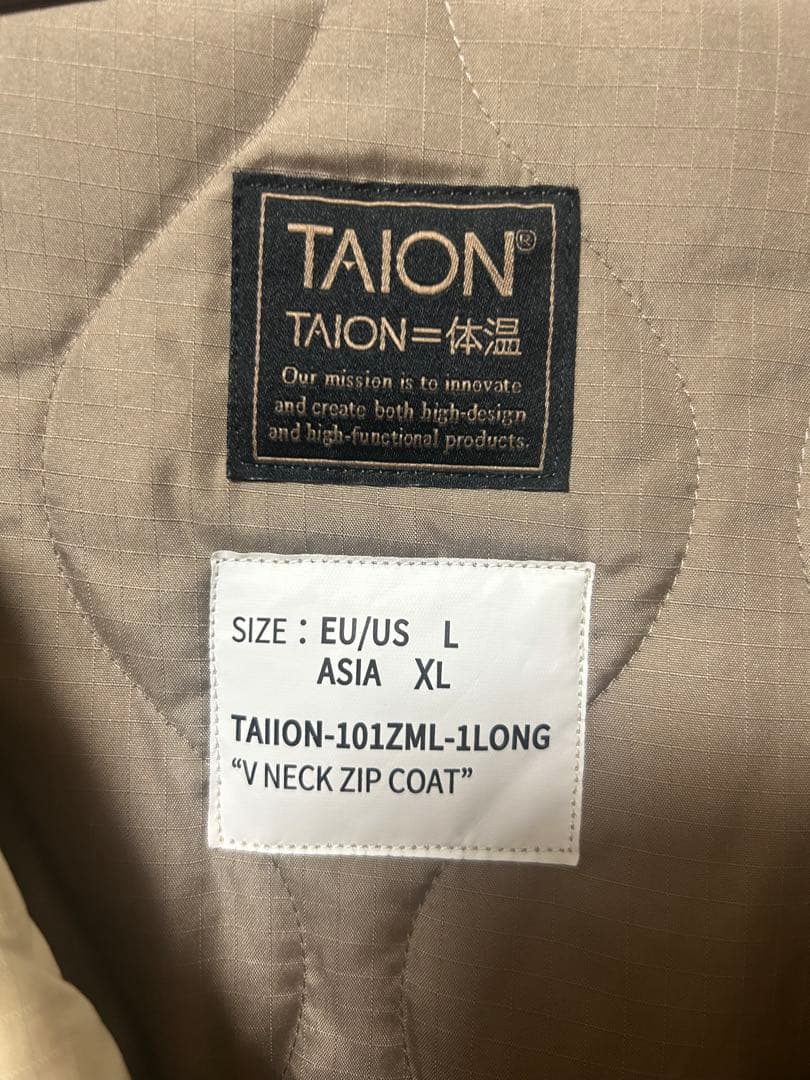 TAION®
TAION=体温
Our mission is to innovate
and create both high-design
and high-functional products.
SIZE : EU/US L
ASIA XL
TAIION-101ZML-1LONG
“V NECK ZIP COAT”